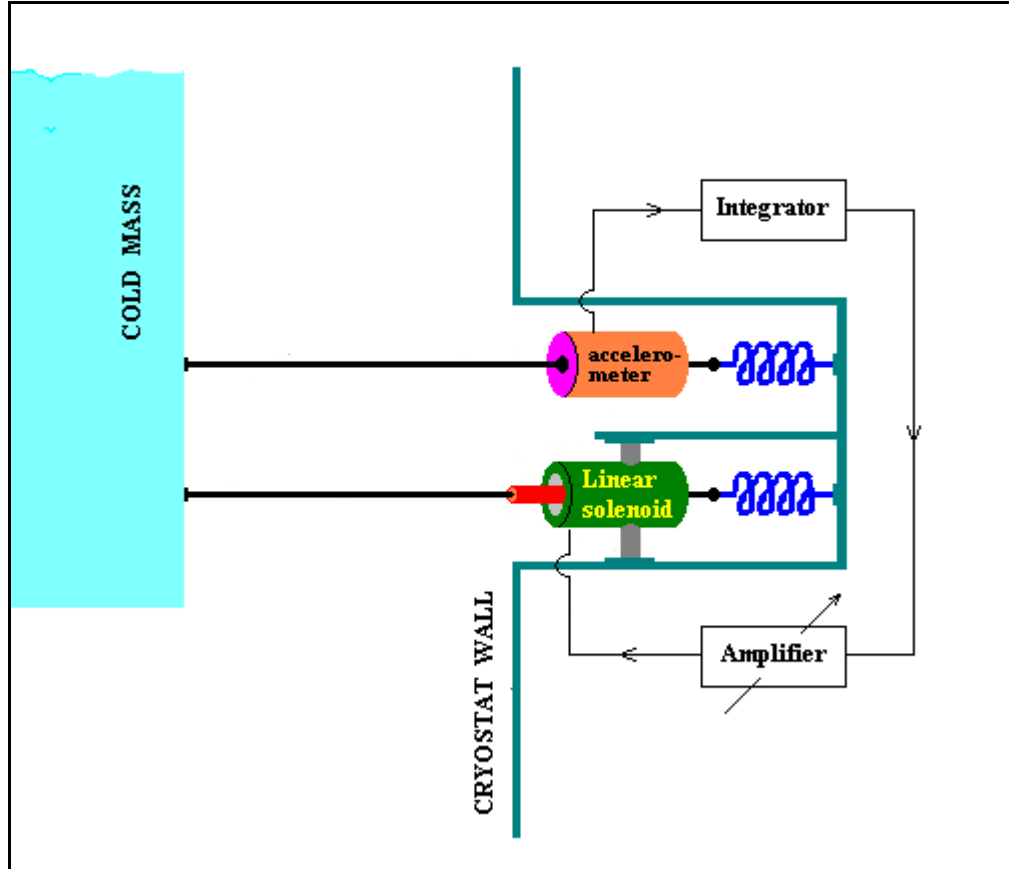 COLD MASS
Integrator
accelero-
meter
Linear
solenoid
CRYOSTAT WALL
Amplifier